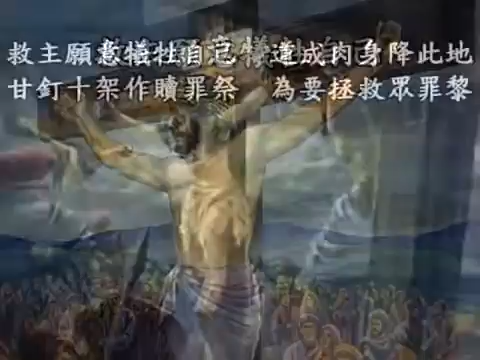 救主願意犧牲自己　道成肉身降此地
甘釘十架作贖罪祭　為要拯救眾罪黎